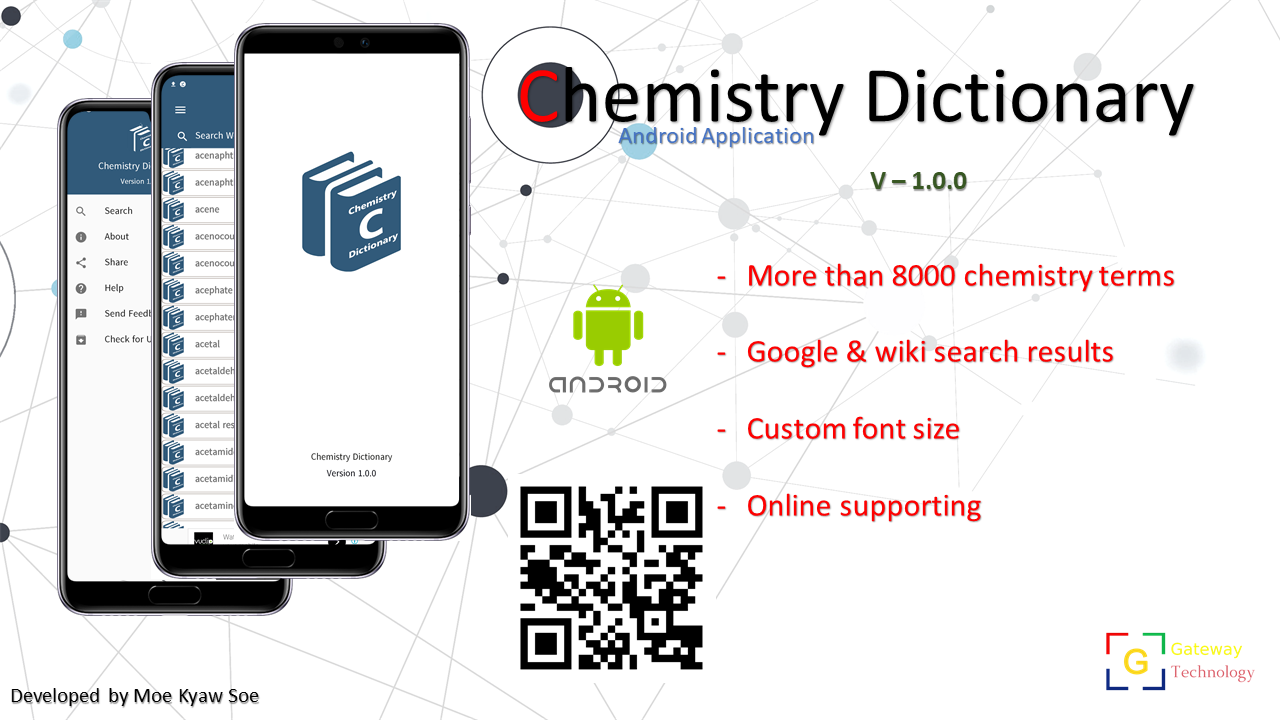 Chemistry Dictionary
Android Application
V – 1.0.0
- More than 8000 chemistry terms
- Google & wiki search results
- Custom font size
- Online supporting
ANDROID
Chemistry
C
Dictionary
Chemistry Dictionary
Version 1.0.0
Search W
acenapht
acenapht
acene
acenocou
acenocou
acephate
acephate
acetal
acetaldeh
acetaldeh
acetal res
acetamid
acetamid
acetamin
Chemistry Di
Version 1.
Search
About
Share
Help
Send Feedb
Check for U
Developed by Moe Kyaw Soe
G
Gateway
Technology